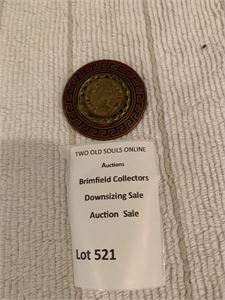 TWO OLD SOULS ONLINE
Auctions
Brimfield Collectors
Downsizing Sale
Auction Sale
Lot 521